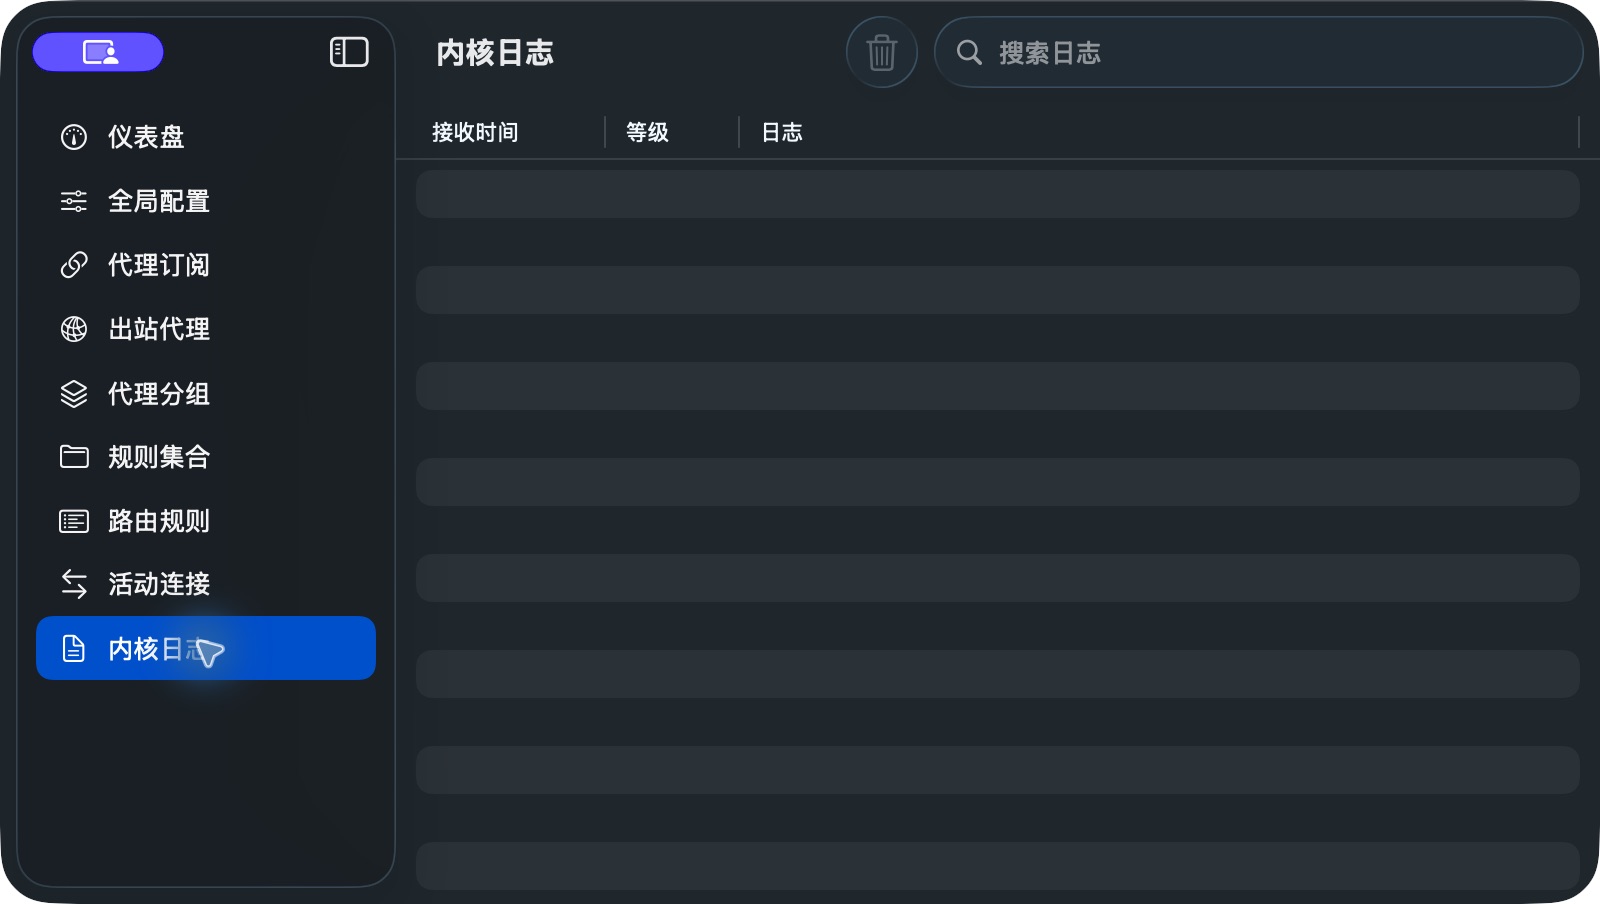 内核日志
搜索日志
仪表盘
全局配置
代理订阅
出站代理
代理分组
规则集合
路由规则
活动连接
内核日志
接收时间
等级
日志